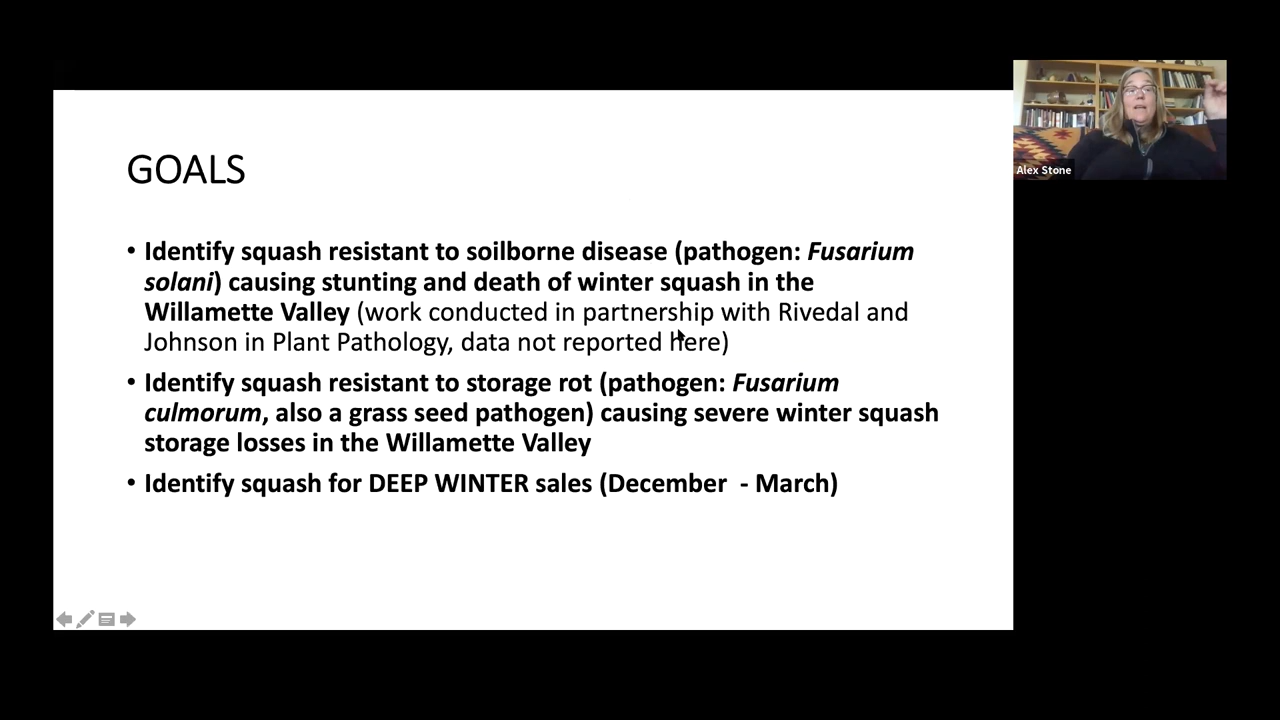 GOALS
• Identify squash resistant to soilborne disease (pathogen: Fusarium
solani) causing stunting and death of winter squash in the
Willamette Valley (work conducted in partnership with Rivedal and
Johnson in Plant Pathology, data not reported here)
• Identify squash resistant to storage rot (pathogen: Fusarium
culmorum, also a grass seed pathogen) causing severe winter squash
storage losses in the Willamette Valley
• Identify squash for DEEP WINTER sales (December  - March)
Alex Stone